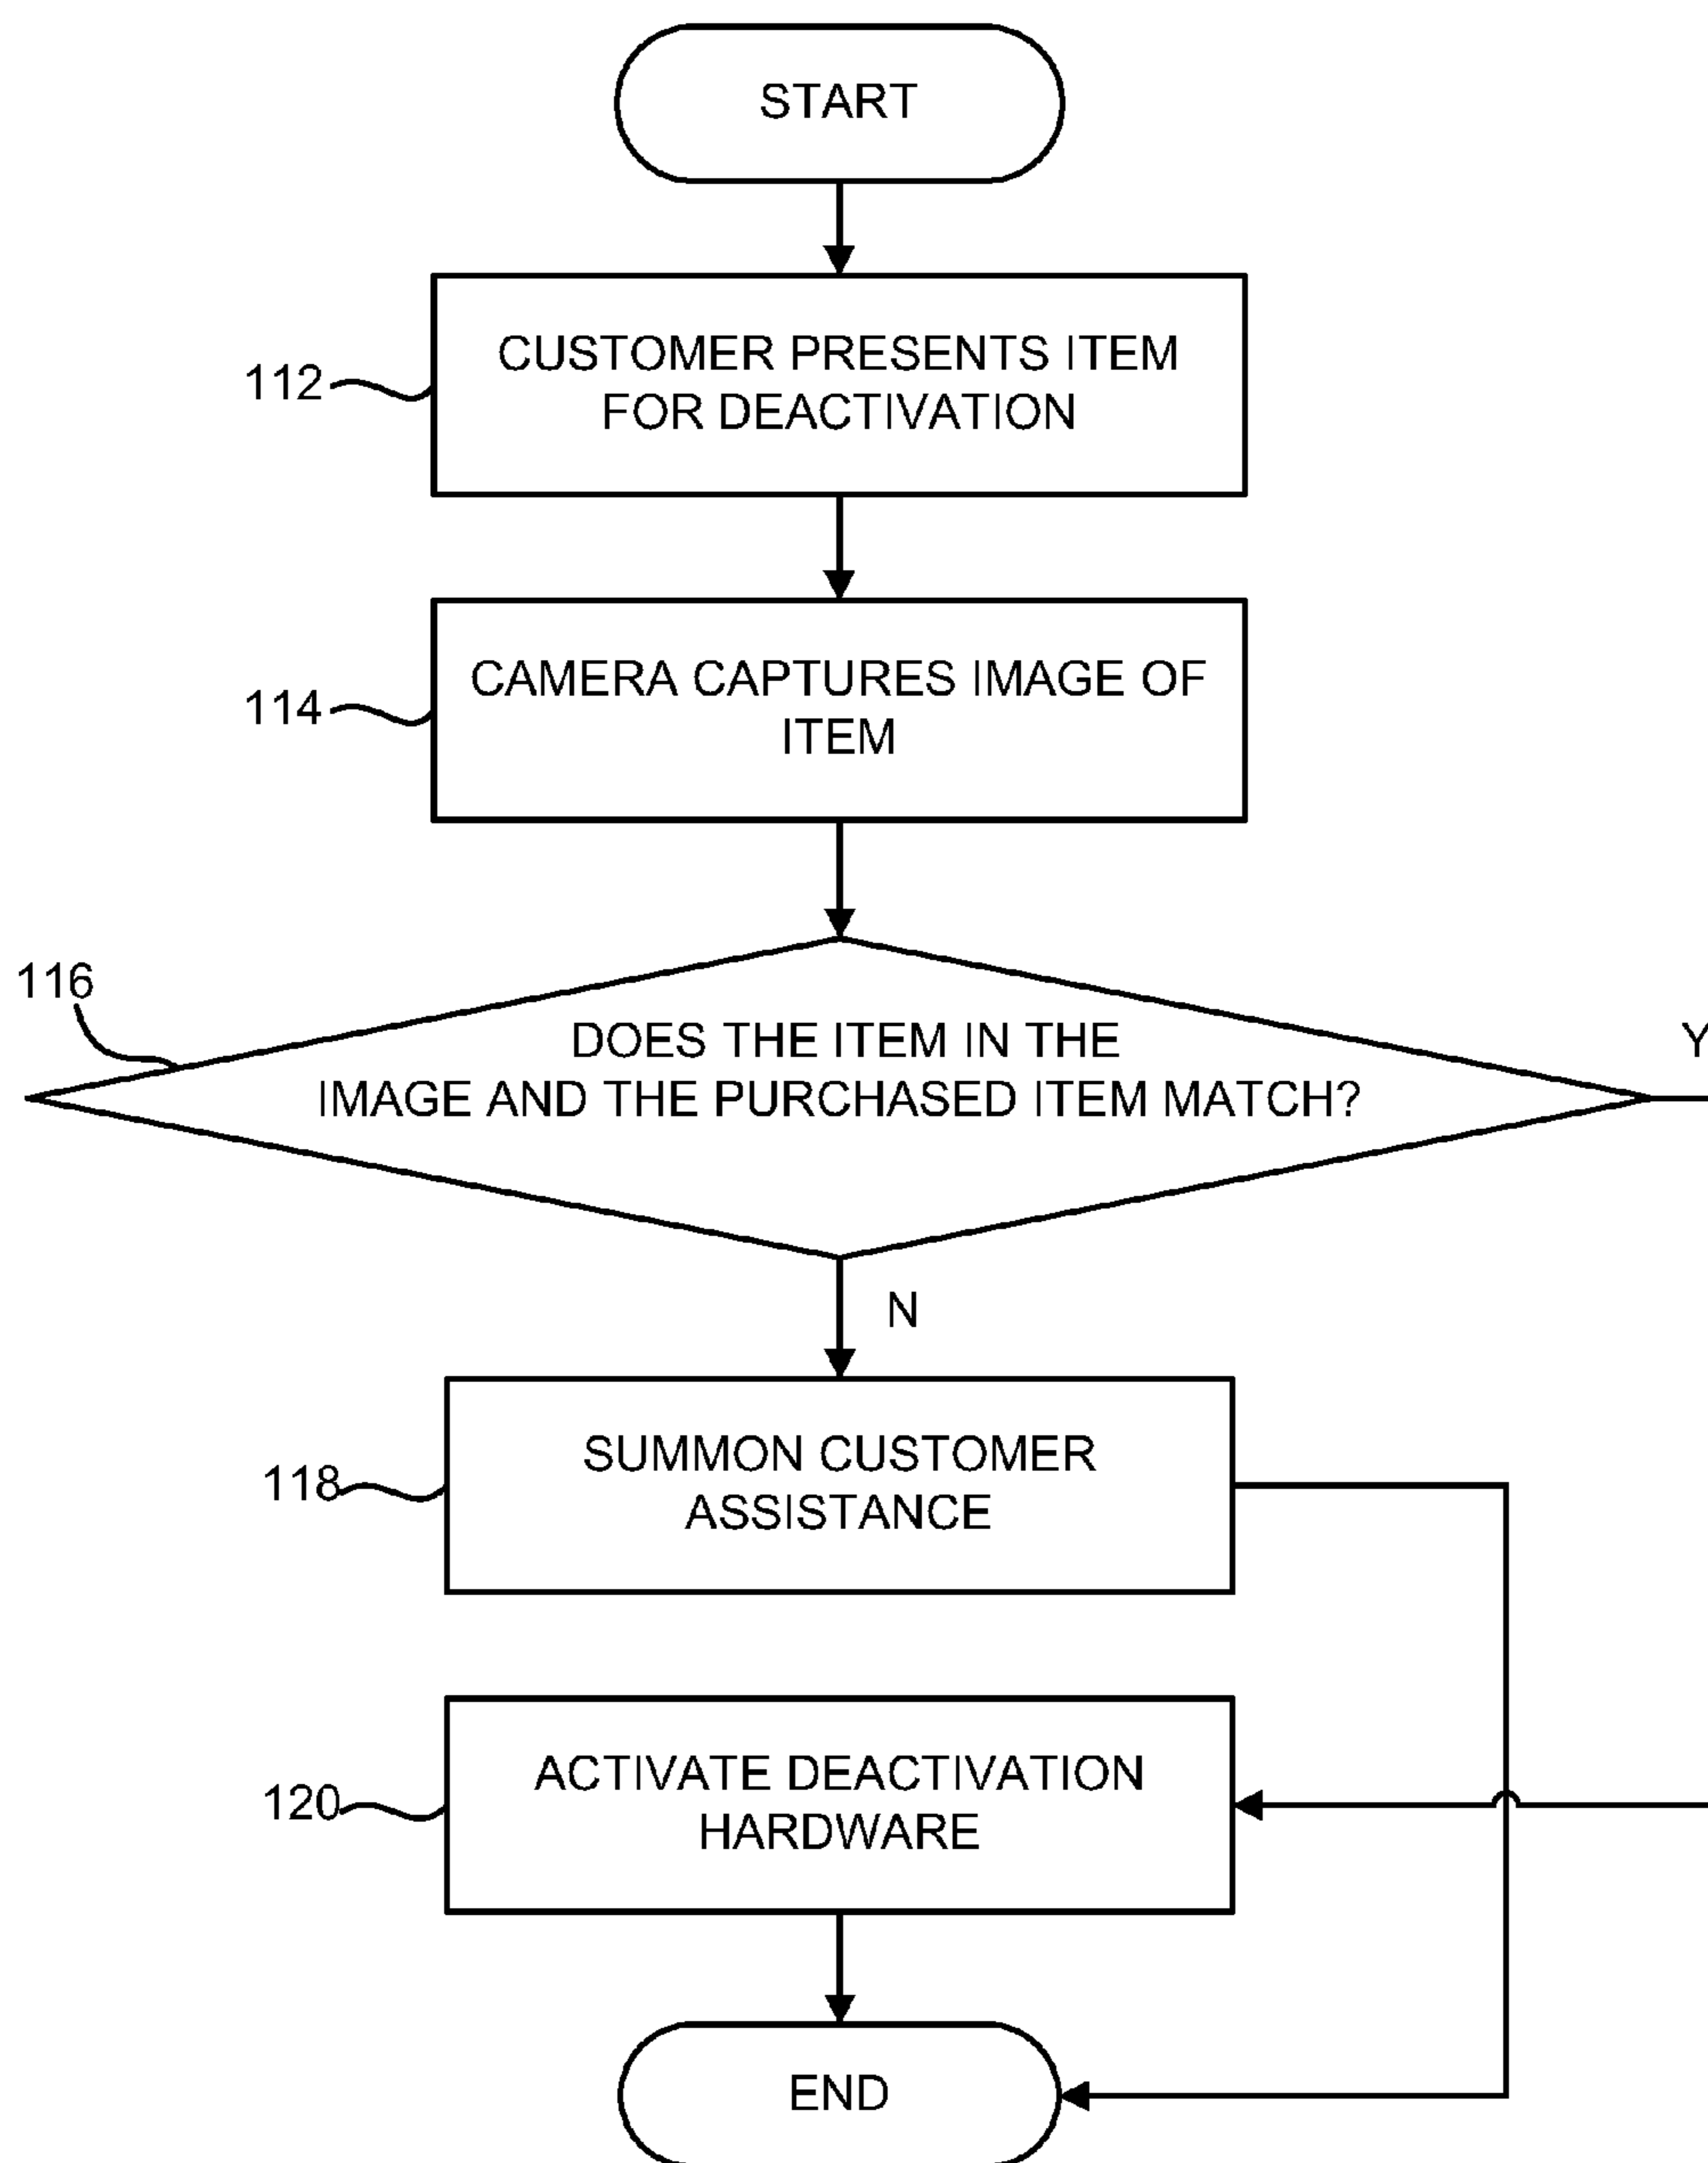 START
112
CUSTOMER PRESENTS ITEM
FOR DEACTIVATION
114
CAMERA CAPTURES IMAGE OF
ITEM
116
DOES THE ITEM IN THE
IMAGE AND THE PURCHASED ITEM MATCH?
Y
N
118
SUMMON CUSTOMER
ASSISTANCE
120
ACTIVATE DEACTIVATION
HARDWARE
END